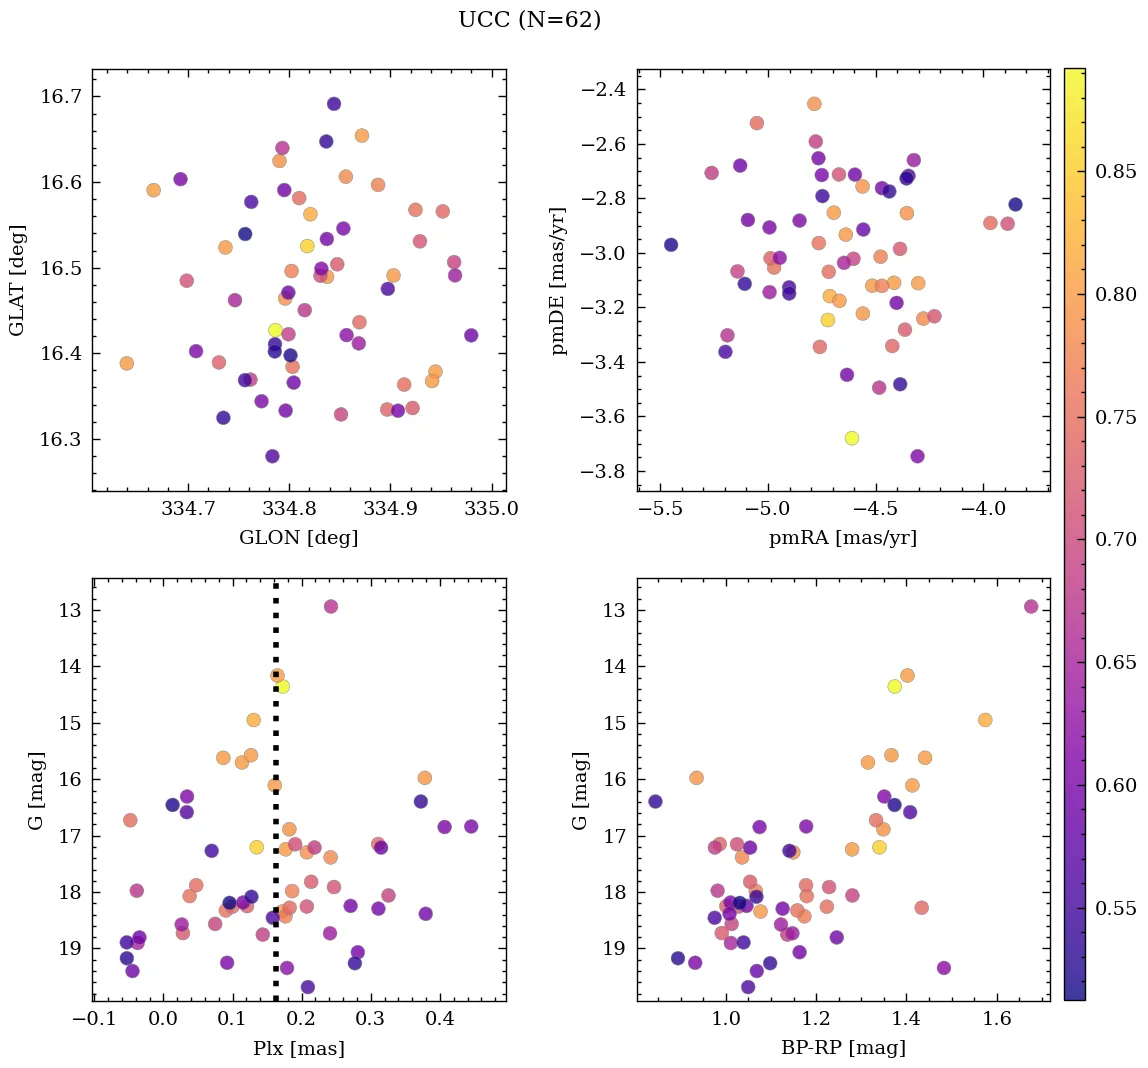 UCC (N=62)
16.7
16.6
16.5
16.4
16.3
GLAT [deg]
334.7 334.8 334.9 335.0
GLON [deg]
−2.4
−2.6
−2.8
−3.0
−3.2
−3.4
−3.6
−3.8
pmDE [mas/yr]
−5.5 −5.0 −4.5 −4.0
pmRA [mas/yr]
0.85
0.80
0.75
0.70
0.65
0.60
0.55
13
14
15
16
17
18
19
G [mag]
−0.1 0.0 0.1 0.2 0.3 0.4
Plx [mas]
13
14
15
16
17
18
19
G [mag]
1.0 1.2 1.4 1.6
BP-RP [mag]